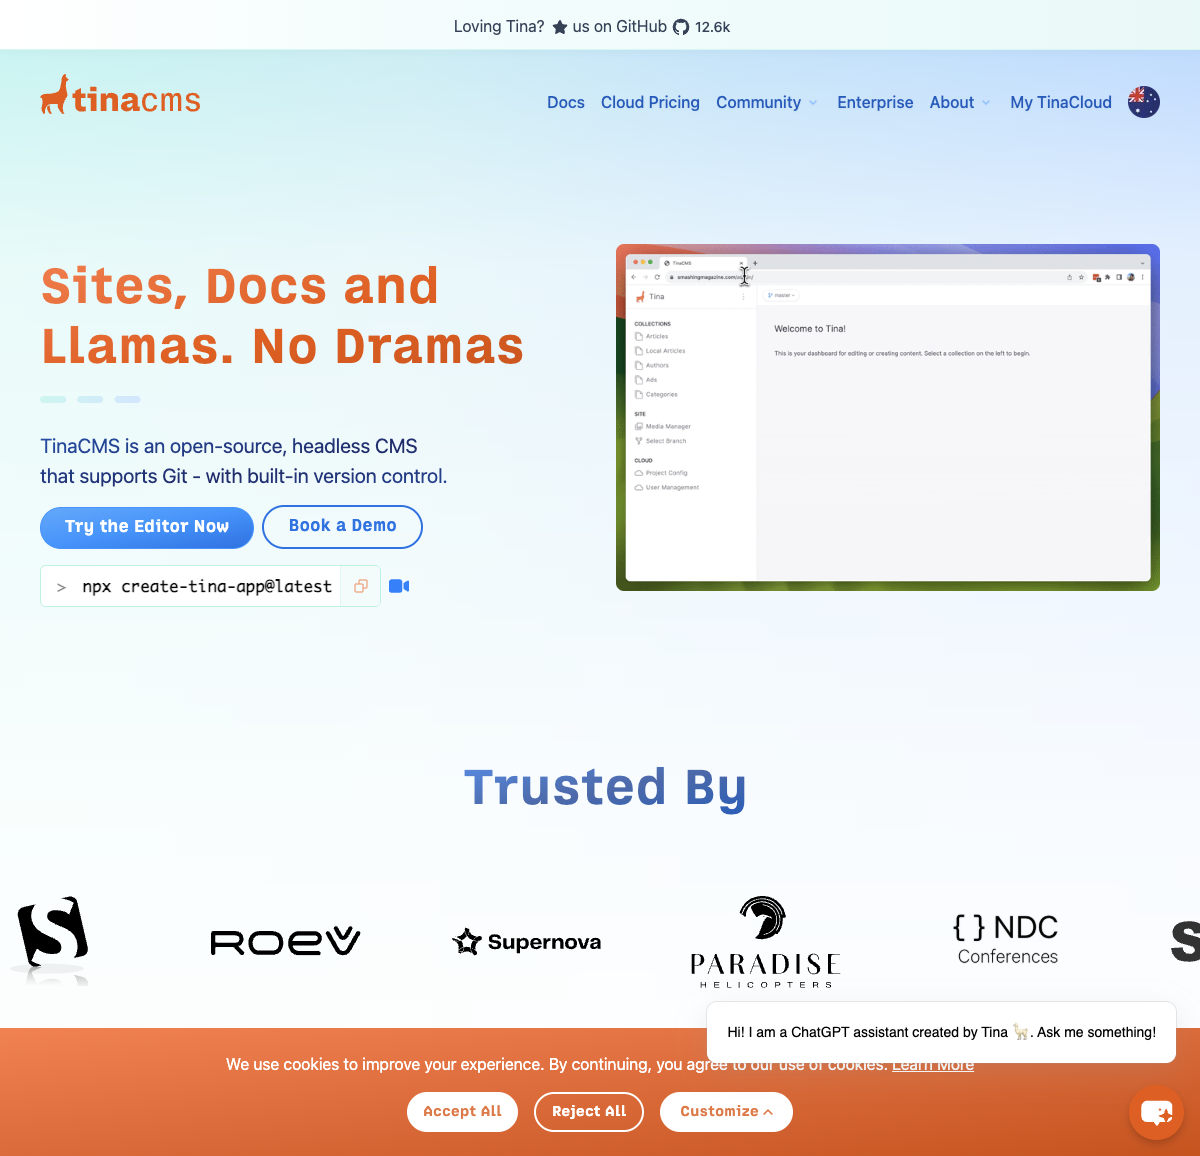 Loving Tina? us on GitHub 12.6k
tinacms
Docs Cloud Pricing Community Enterprise About My TinaCloud
Sites, Docs and
Llamas. No Dramas
TinaCMS is an open-source, headless CMS
that supports Git - with built-in version control.
Try the Editor Now Book a Demo
> npx create-tina-app@latest
TinaCMS
smashingmagazine.com/admin/
Tina
master
COLLECTIONS
Articles
Local Articles
Authors
Ads
Categories
SITE
Media Manager
Select Branch
CLOUD
Project Config
User Management
Welcome to Tina!
This is your dashboard for editing or creating content. Select a collection on the left to begin.
Trusted By
S
ROEV
Supernova
PARADISE
HELICOPTERS
{ } NDC
Conferences
S
Hi! I am a ChatGPT assistant created by Tina 🦙. Ask me something!
We use cookies to improve your experience. By continuing, you agree to our use of cookies. Learn More
Accept All Reject All Customize